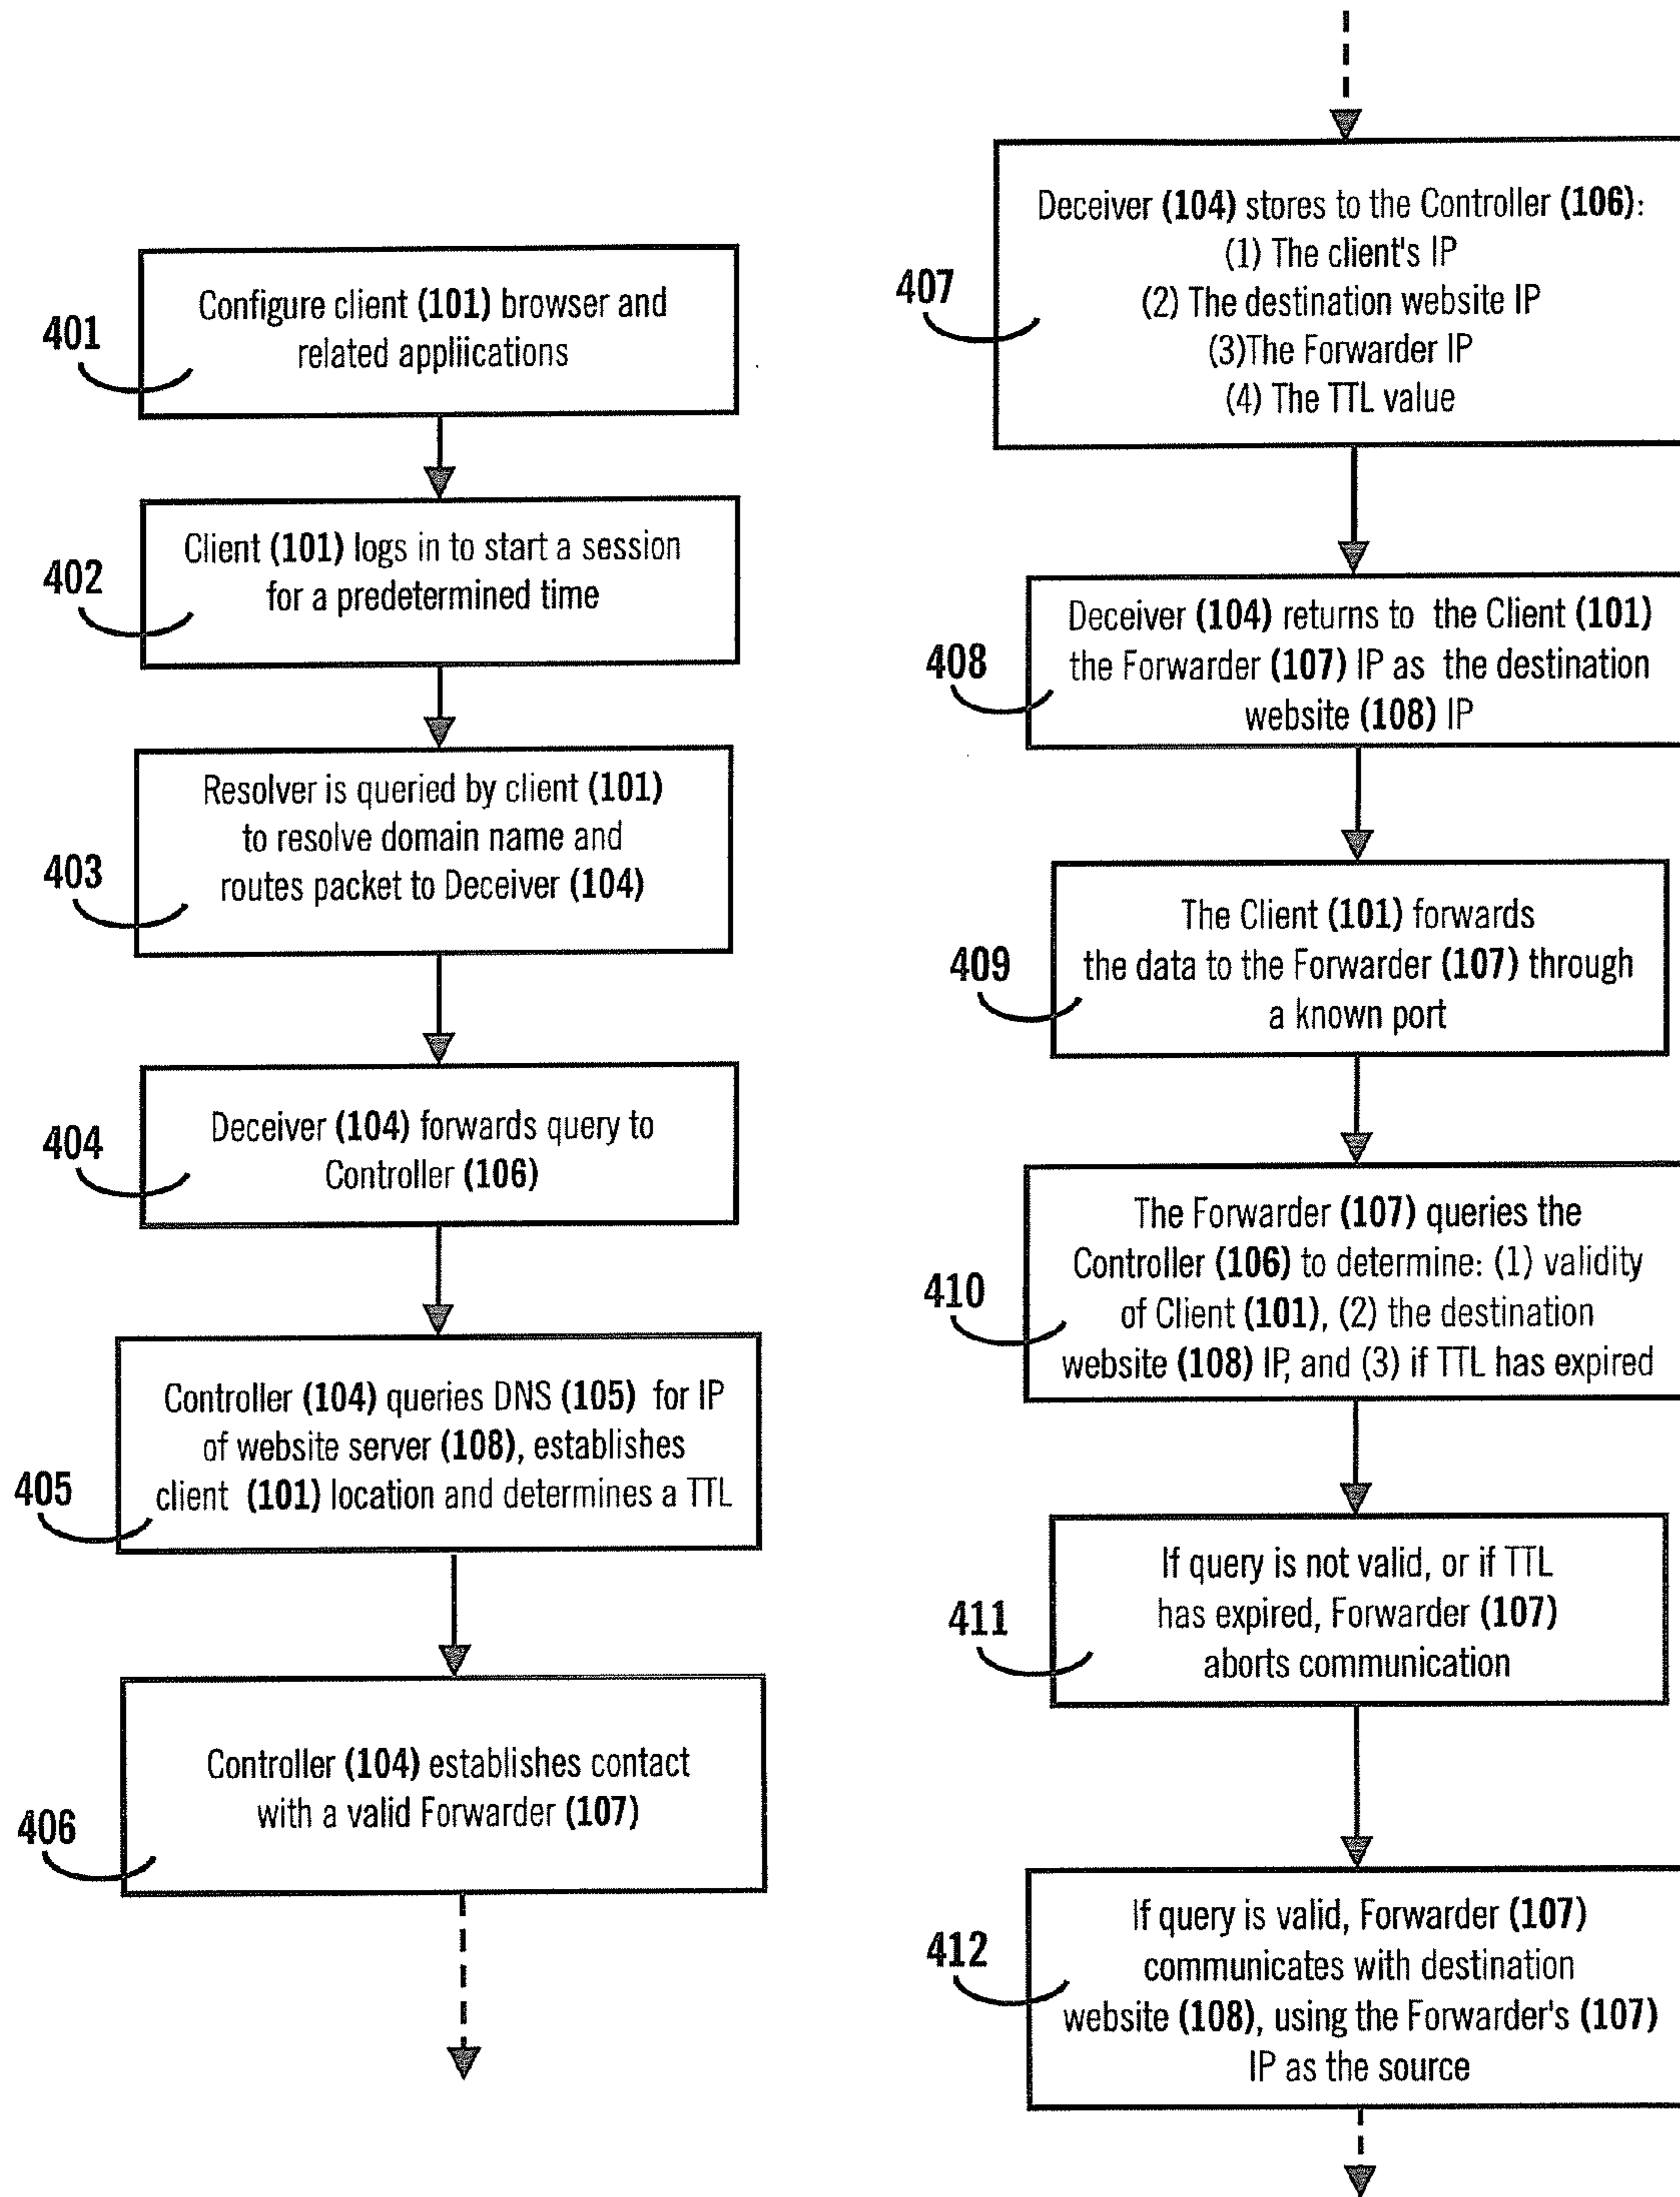 401
Configure client (101) browser and
related appliications
402
Client (101) logs in to start a session
for a predetermined time
403
Resolver is queried by client (101)
to resolve domain name and
routes packet to Deceiver (104)
404
Deceiver (104) forwards query to
Controller (106)
405
Controller (104) queries DNS (105) for IP
of website server (108), establishes
client (101) location and determines a TTL
406
Controller (104) establishes contact
with a valid Forwarder (107)
407
Deceiver (104) stores to the Controller (106):
(1) The client's IP
(2) The destination website IP
(3)The Forwarder IP
(4) The TTL value
408
Deceiver (104) returns to the Client (101)
the Forwarder (107) IP as the destination
website (108) IP
409
The Client (101) forwards
the data to the Forwarder (107) through
a known port
410
The Forwarder (107) queries the
Controller (106) to determine: (1) validity
of Client (101), (2) the destination
website (108) IP, and (3) if TTL has expired
411
If query is not valid, or if TTL
has expired, Forwarder (107)
aborts communication
412
If query is valid, Forwarder (107)
communicates with destination
website (108), using the Forwarder's (107)
IP as the source